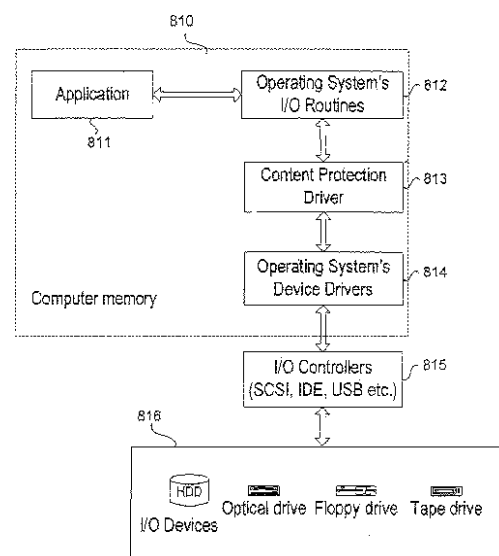 810
Application
811
Operating System's
I/O Routines
812
Content Protection
Driver
813
Operating System's
Device Drivers
814
Computer memory
I/O Controllers
(SCSI, IDE, USB etc.)
815
816
HDD
I/O Devices
Optical drive
Floppy drive
Tape drive